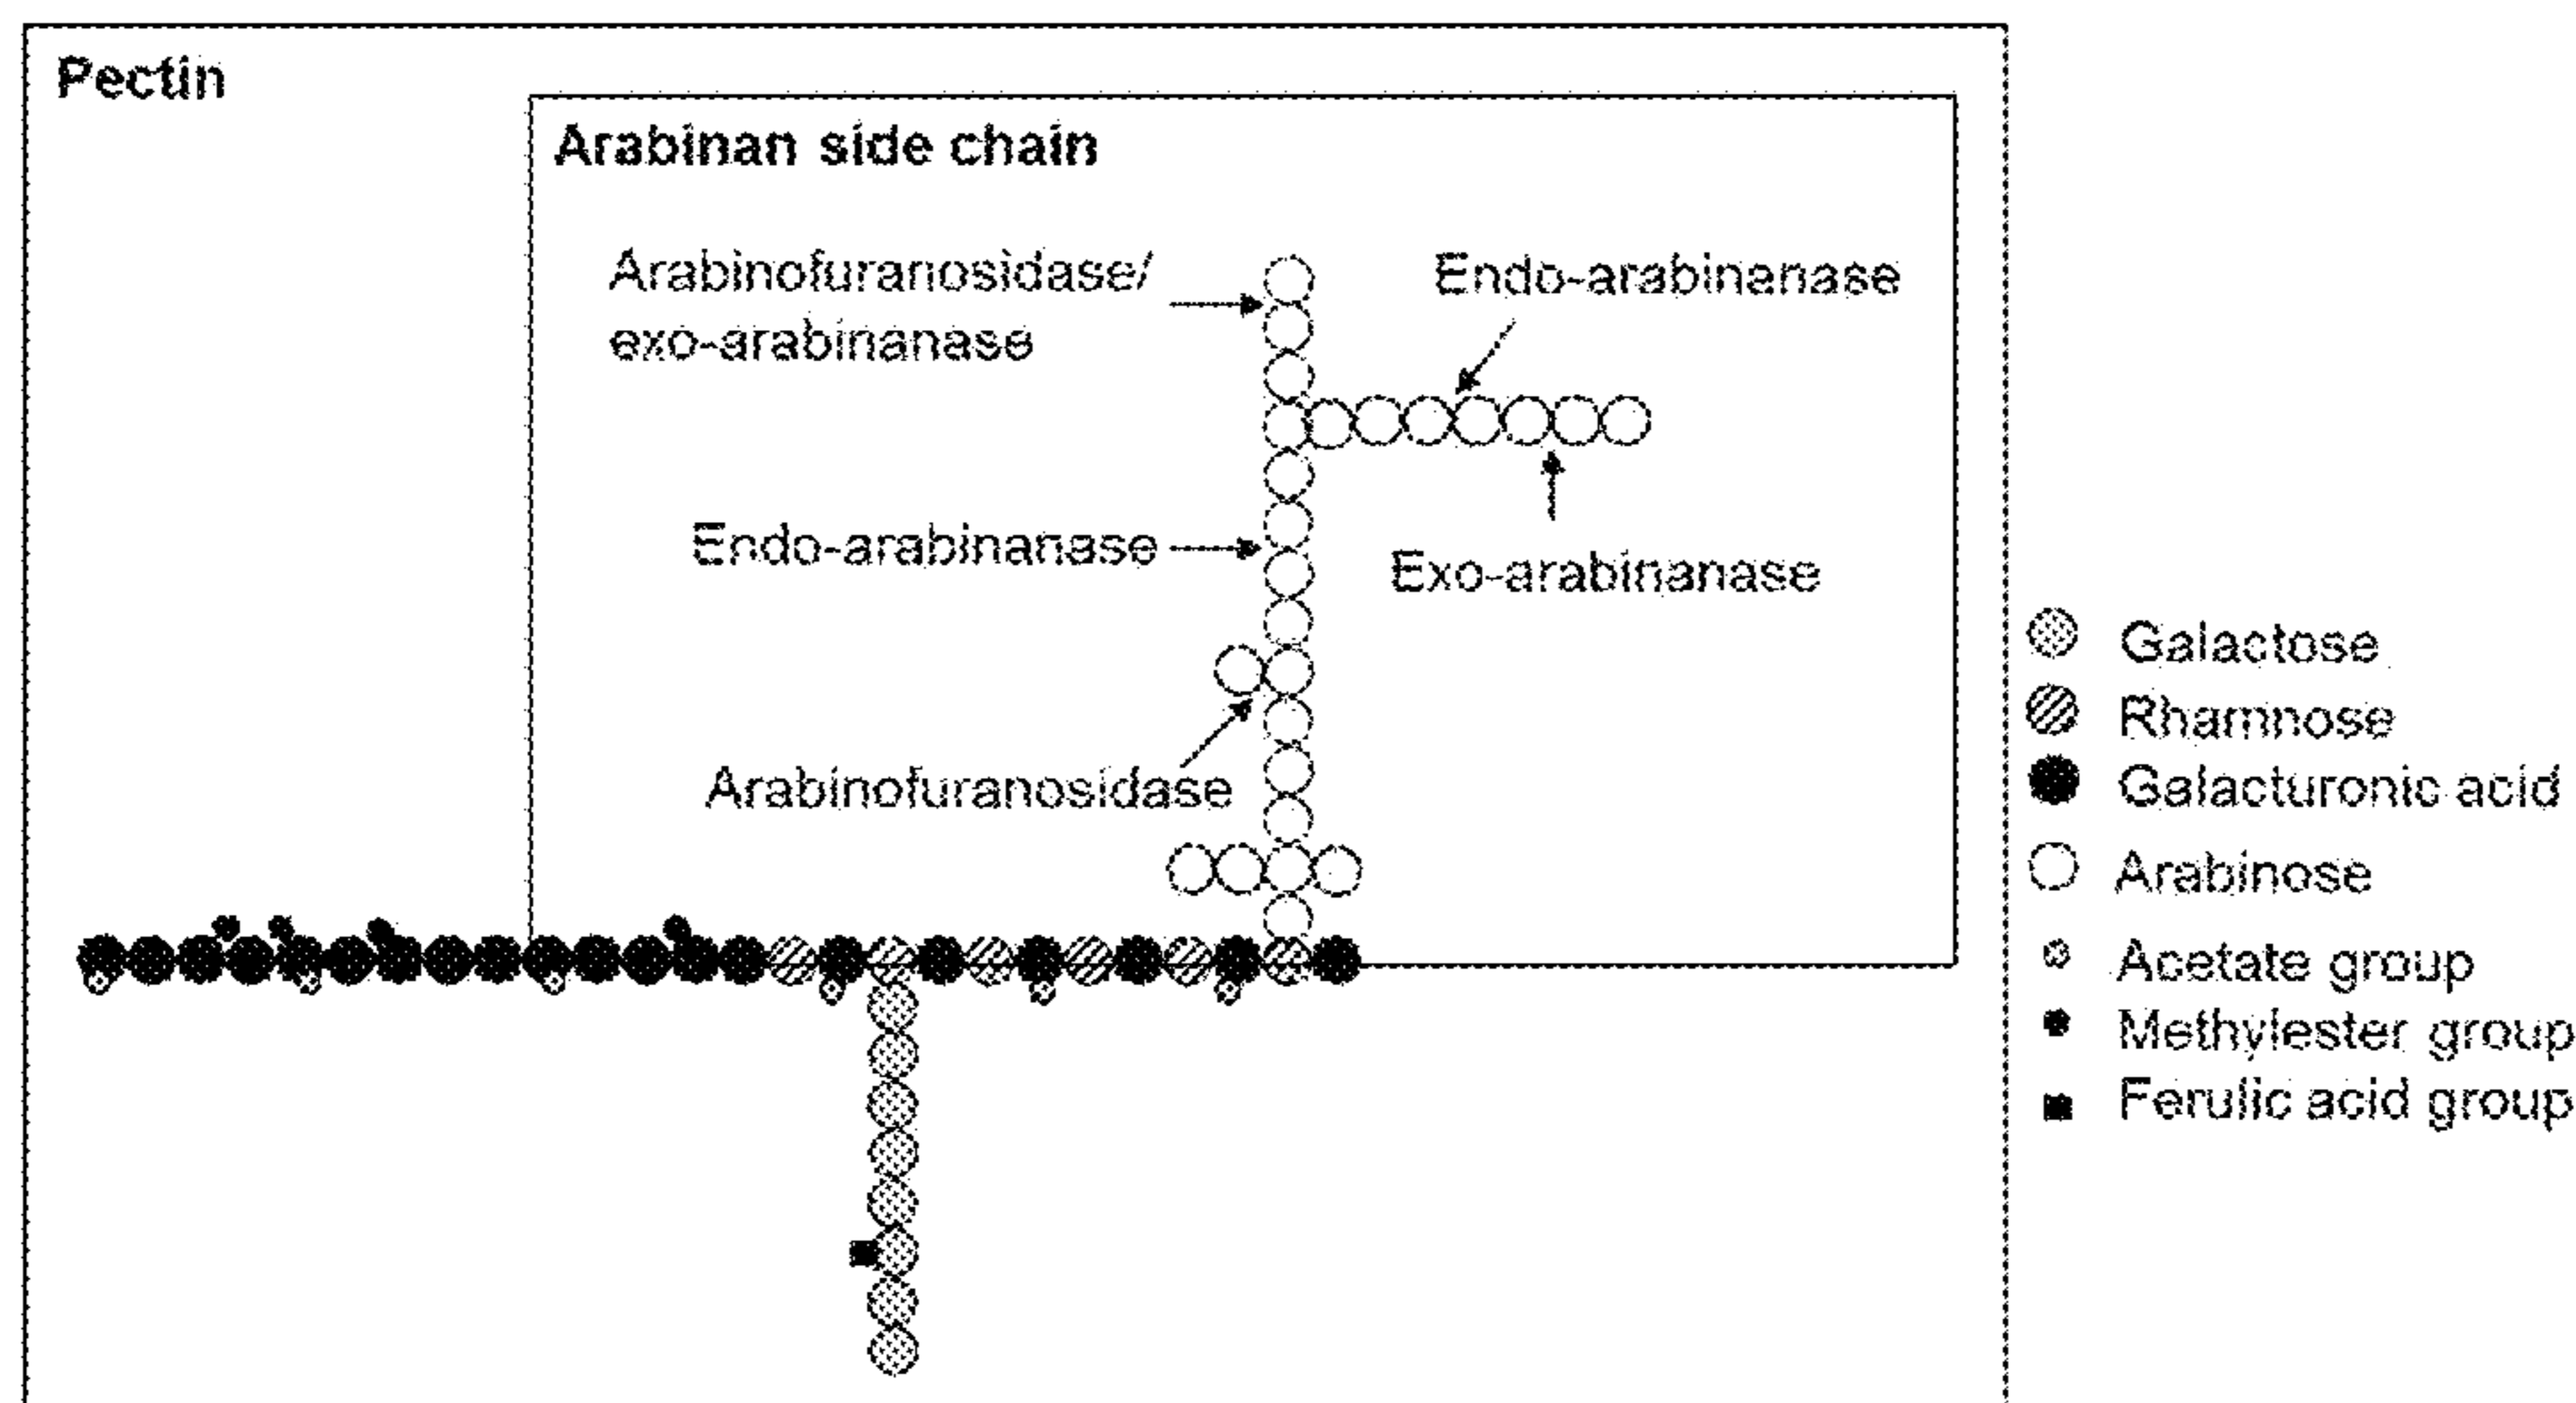 Pectin
Arabinan side chain
Arabinofuranosidase/
exo-arabinanase
Endo-arabinanase
Endo-arabinanase
Exo-arabinanase
Arabinofuranosidase
Galactose
Rhamnose
Galacturonic acid
Arabinose
Acetate group
Methylester group
Ferulic acid group